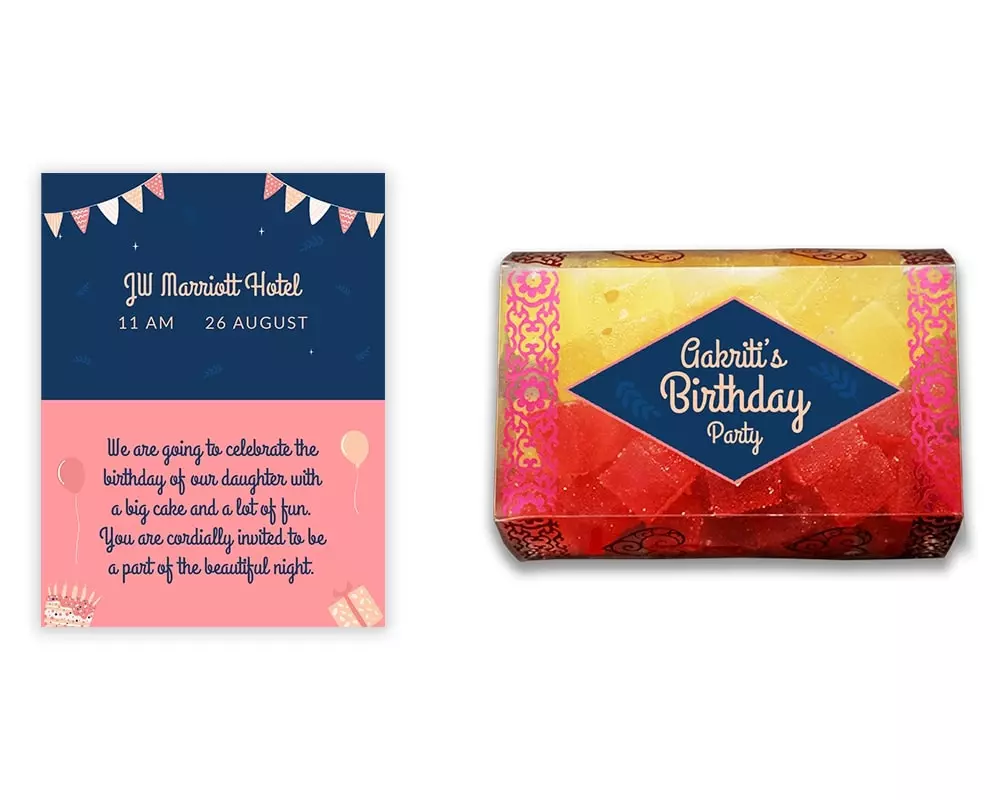 JW Marriott Hotel
11 AM 26 AUGUST
We are going to celebrate the
birthday of our daughter with
a big cake and a lot of fun.
You are cordially invited to be
a part of the beautiful night.
Aakriti's
Birthday
Party